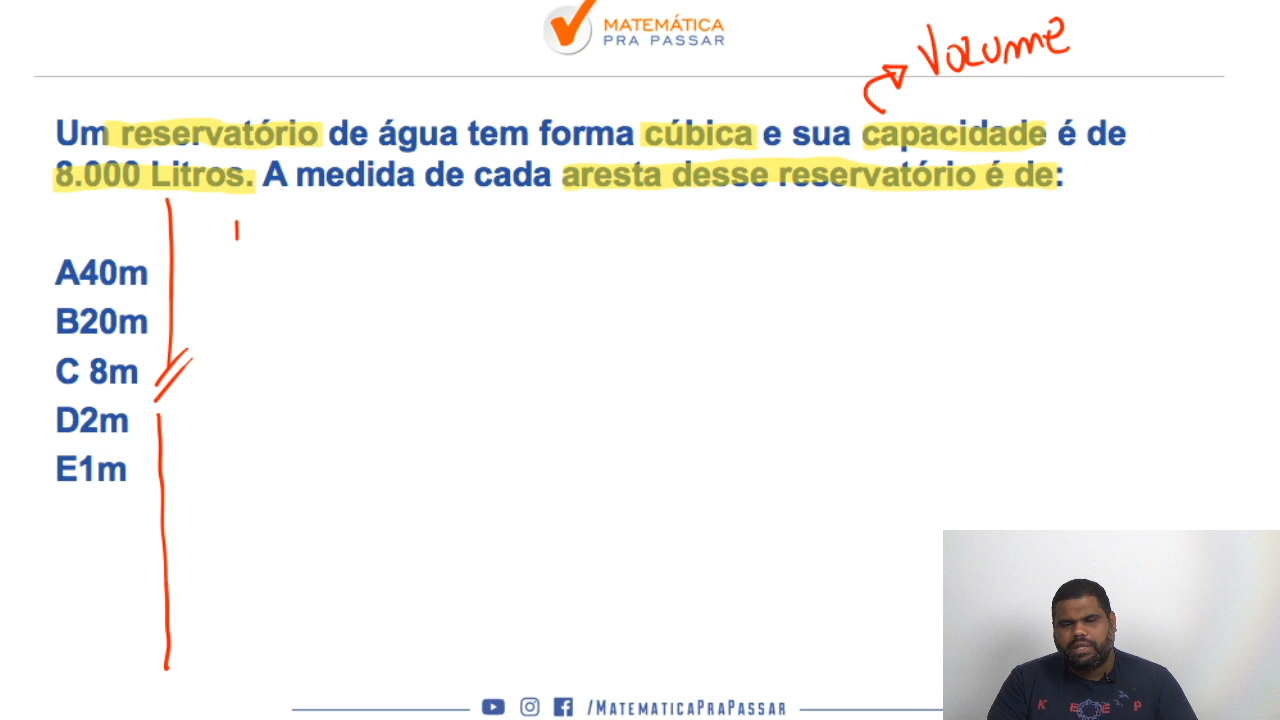 MATEMÁTICA
PRA PASSAR
Volume
Um reservatório de água tem forma cúbica e sua capacidade é de
8.000 Litros. A medida de cada aresta desse reservatório é de:
A40m
B20m
C 8m
D2m
E1m
K E E P
/MATEMATICAPRAPASSAR